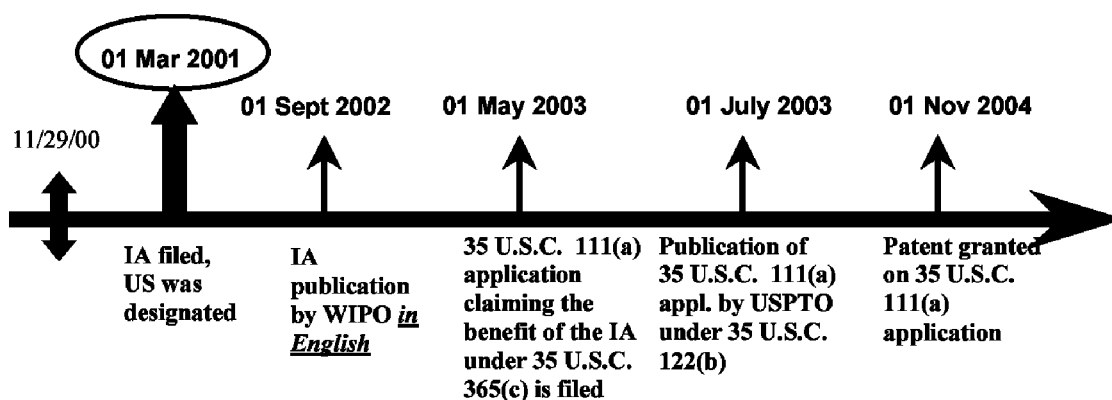 01 Mar 2001
01 Sept 2002
01 May 2003
01 July 2003
01 Nov 2004
11/29/00
IA filed,
US was
designated
IA
publication
by WIPO in
English
35 U.S.C. 111(a)
application
claiming the
benefit of the IA
under 35 U.S.C.
365(c) is filed
Publication of
35 U.S.C. 111(a)
appl. by USPTO
under 35 U.S.C.
122(b)
Patent granted
on 35 U.S.C.
111(a)
application